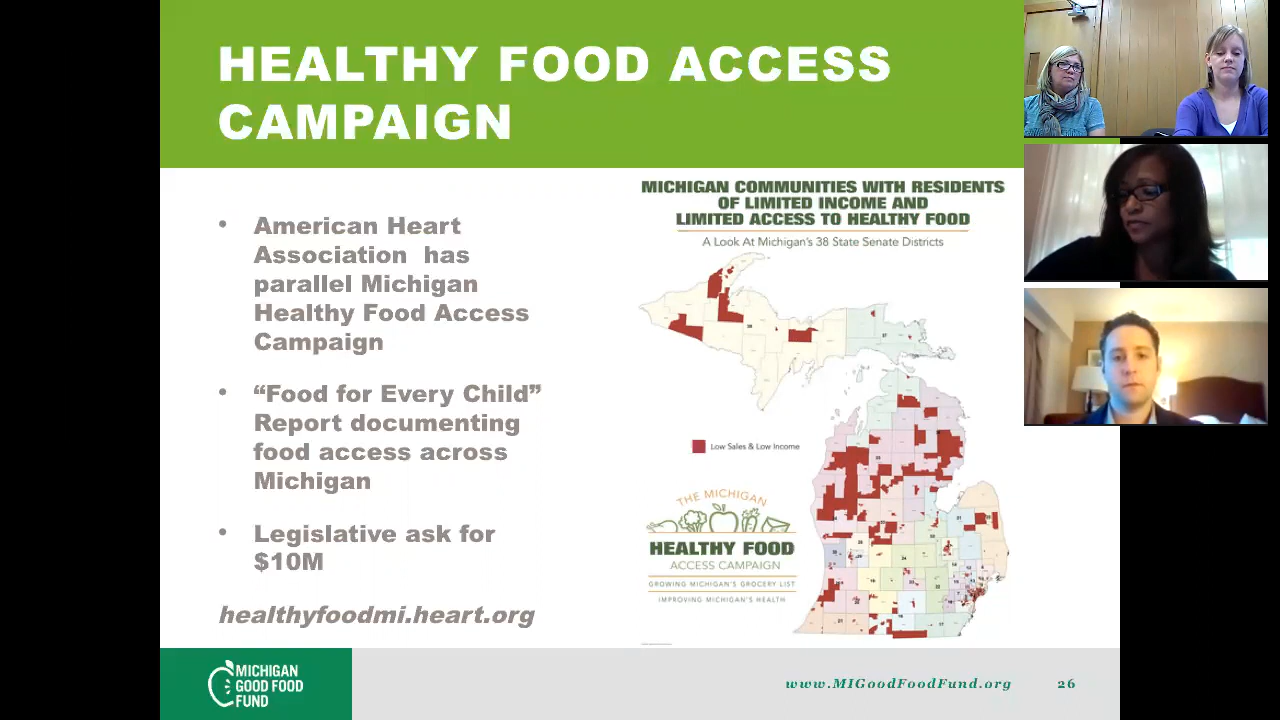 HEALTHY FOOD ACCESS
CAMPAIGN
• American Heart
Association has
parallel Michigan
Healthy Food Access
Campaign
• “Food for Every Child”
Report documenting
food access across
Michigan
• Legislative ask for
$10M
healthyfoodmi.heart.org
MICHIGAN COMMUNITIES WITH RESIDENTS
OF LIMITED INCOME AND
LIMITED ACCESS TO HEALTHY FOOD
A Look At Michigan's 38 State Senate Districts
Low Sales & Low Income
THE MICHIGAN
HEALTHY FOOD
ACCESS CAMPAIGN
GROWING MICHIGAN'S GROCERY LIST
IMPROVING MICHIGAN'S HEALTH
MICHIGAN
GOOD FOOD
FUND
www.MIGoodFoodFund.org
26